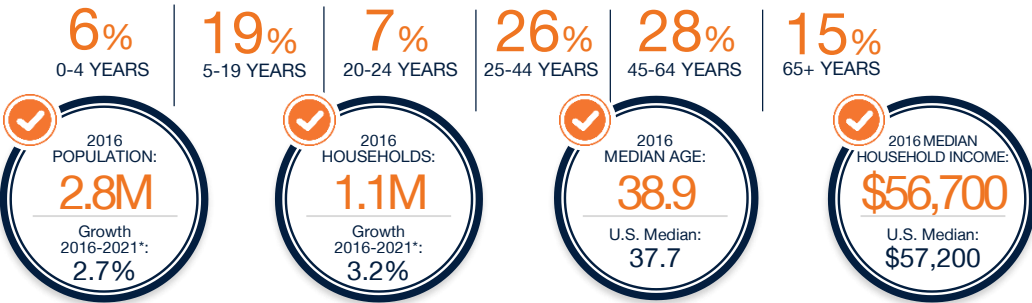 6% 19% 7% 26% 28% 15%
0-4 YEARS 5-19 YEARS 20-24 YEARS 25-44 YEARS 45-64 YEARS 65+ YEARS
2016
POPULATION:
2.8M
Growth
2016-2021*:
2.7%
2016
HOUSEHOLDS:
1.1M
Growth
2016-2021*:
3.2%
2016
MEDIAN AGE:
38.9
U.S. Median:
37.7
2016 MEDIAN
HOUSEHOLD INCOME:
$56,700
U.S. Median:
$57,200